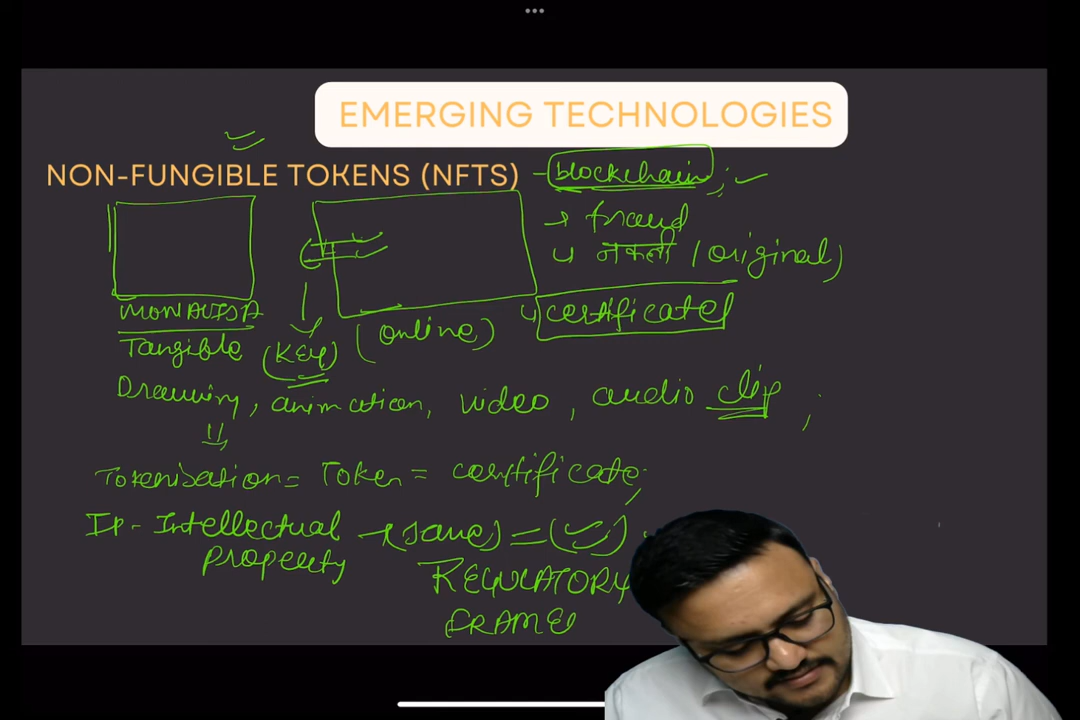 EMERGING TECHNOLOGIES
NON-FUNGIBLE TOKENS (NFTS) - blockchain ;
→ fraud
नकली / original)
certificate
MONALISA
Tangible (KEY) (online)
Drawing, animation, video, audio clip ;
Tokenisation = Token = certificate;
IP - Intellectual property (same) = (✓)
REGULATORY
FRAME